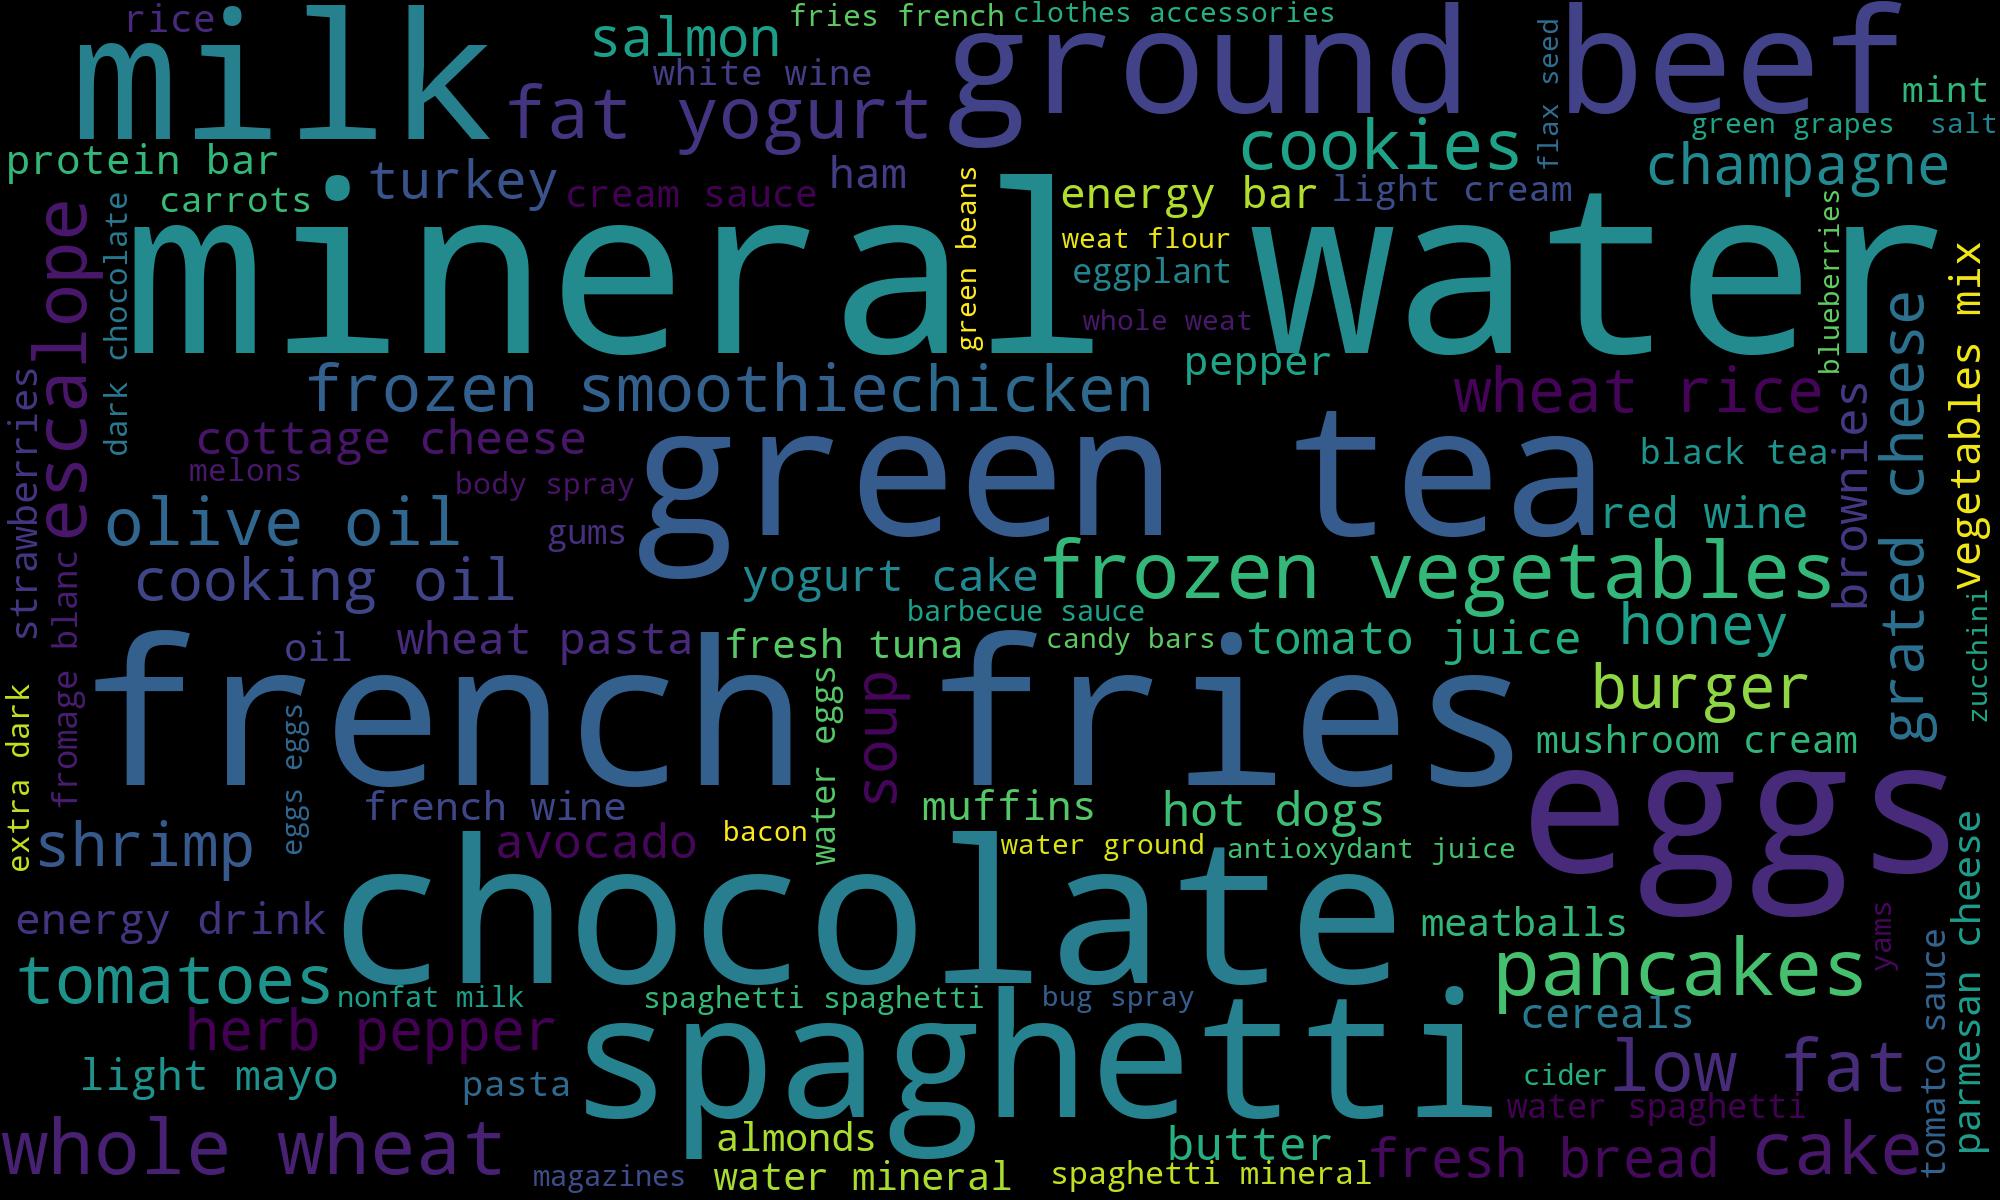 rice
milk
salmon
fries french
clothes accessories
ground beef
white wine
fat yogurt
flax seed
mint
green grapes
salt
cookies
champagne
protein bar
turkey
ham
carrots
cream sauce
energy bar
light cream
mineral water
green beans
weat flour
eggplant
whole weat
blueberries
escalope
dark chocolate
pepper
vegetables mix
grated cheese
frozen smoothie
chicken
wheat rice
strawberries
cottage cheese
green tea
black tea
brownies
melons
body spray
olive oil
gums
red wine
cooking oil
yogurt cake
frozen vegetables
fromage blanc
barbecue sauce
honey
oil
wheat pasta
fresh tuna
candy bars
tomato juice
zucchini
french fries
burger
extra dark
eggs eggs
water eggs
soup
mushroom cream
eggs
french wine
muffins
hot dogs
shrimp
avocado
bacon
water ground
antioxydant juice
parmesan cheese
chocolate
energy drink
meatballs
yams
tomatoes
pancakes
tomato sauce
nonfat milk
spaghetti spaghetti
bug spray
herb pepper
spaghetti
cereals
light mayo
pasta
cider
low fat
water spaghetti
whole wheat
almonds
butter
fresh bread
cake
magazines
water mineral
spaghetti mineral